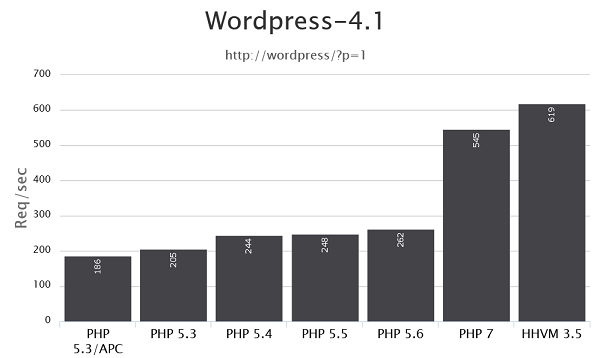 Wordpress-4.1
http://wordpress/?p=1
Req/sec
700
600
500
400
300
200
100
0
186
205
244
248
262
545
619
PHP
5.3/APC
PHP 5.3
PHP 5.4
PHP 5.5
PHP 5.6
PHP 7
HHVM 3.5